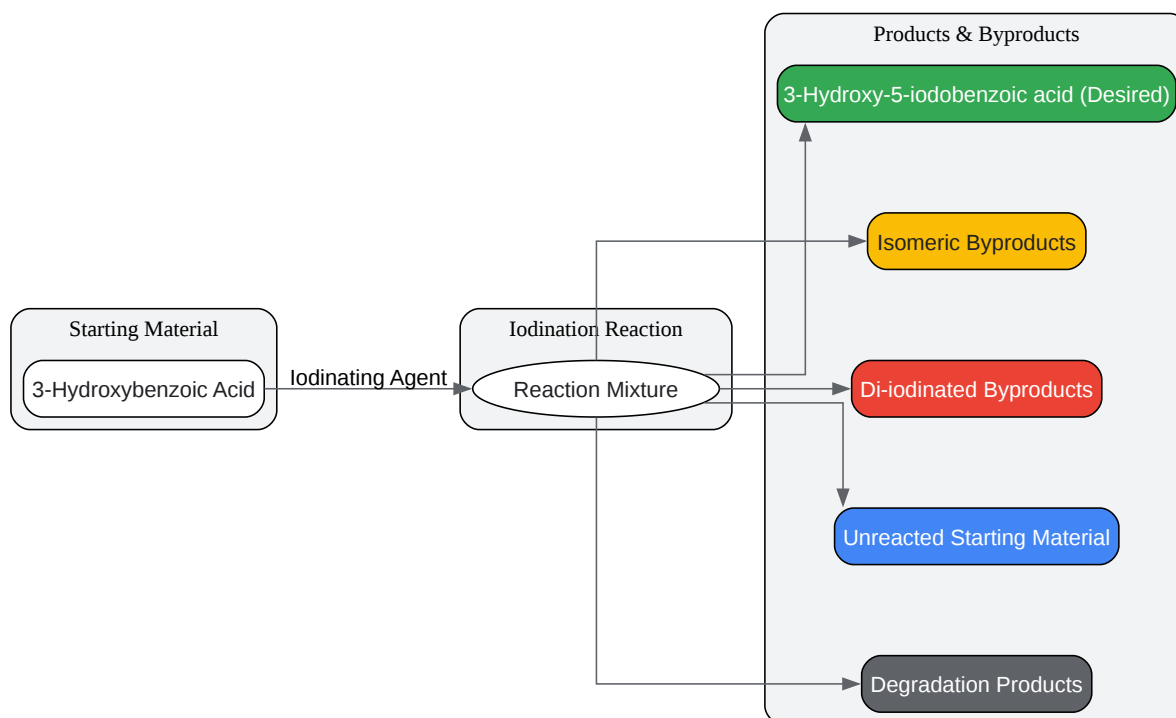 Starting Material
3-Hydroxybenzoic Acid
Iodinating Agent
Iodination Reaction
Reaction Mixture
Products & Byproducts
3-Hydroxy-5-iodobenzoic acid (Desired)
Isomeric Byproducts
Di-iodinated Byproducts
Unreacted Starting Material
Degradation Products